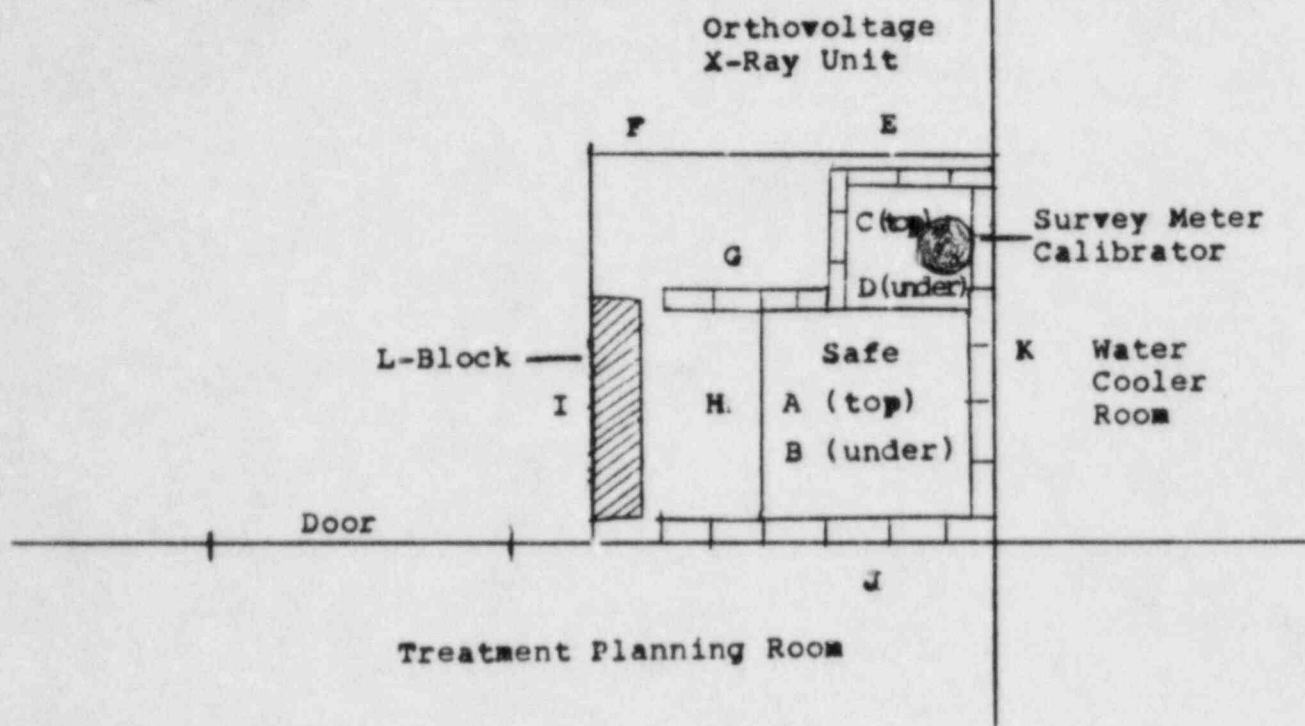 Orthovoltage
X-Ray Unit
F
E
C (top)
Survey Meter
Calibrator
G
D (under)
L-Block
Safe
K
Water
Cooler
Room
I
H.
A (top)
B (under)
Door
J
Treatment Planning Room